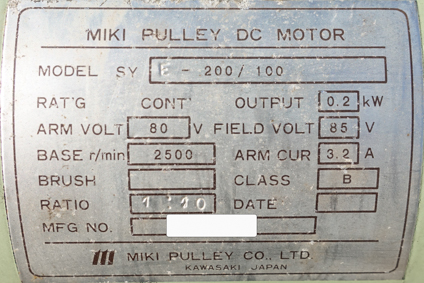 MIKI PULLEY DC MOTOR
MODEL SY E - 200/100
RAT'G CONT' OUTPUT 0.2 kW
ARM VOLT 80 V FIELD VOLT 85 V
BASE r/min 2500 ARM CUR 3.2 A
BRUSH CLASS B
RATIO 1:10 DATE
MFG NO.
MIKI PULLEY CO., LTD.
KAWASAKI JAPAN